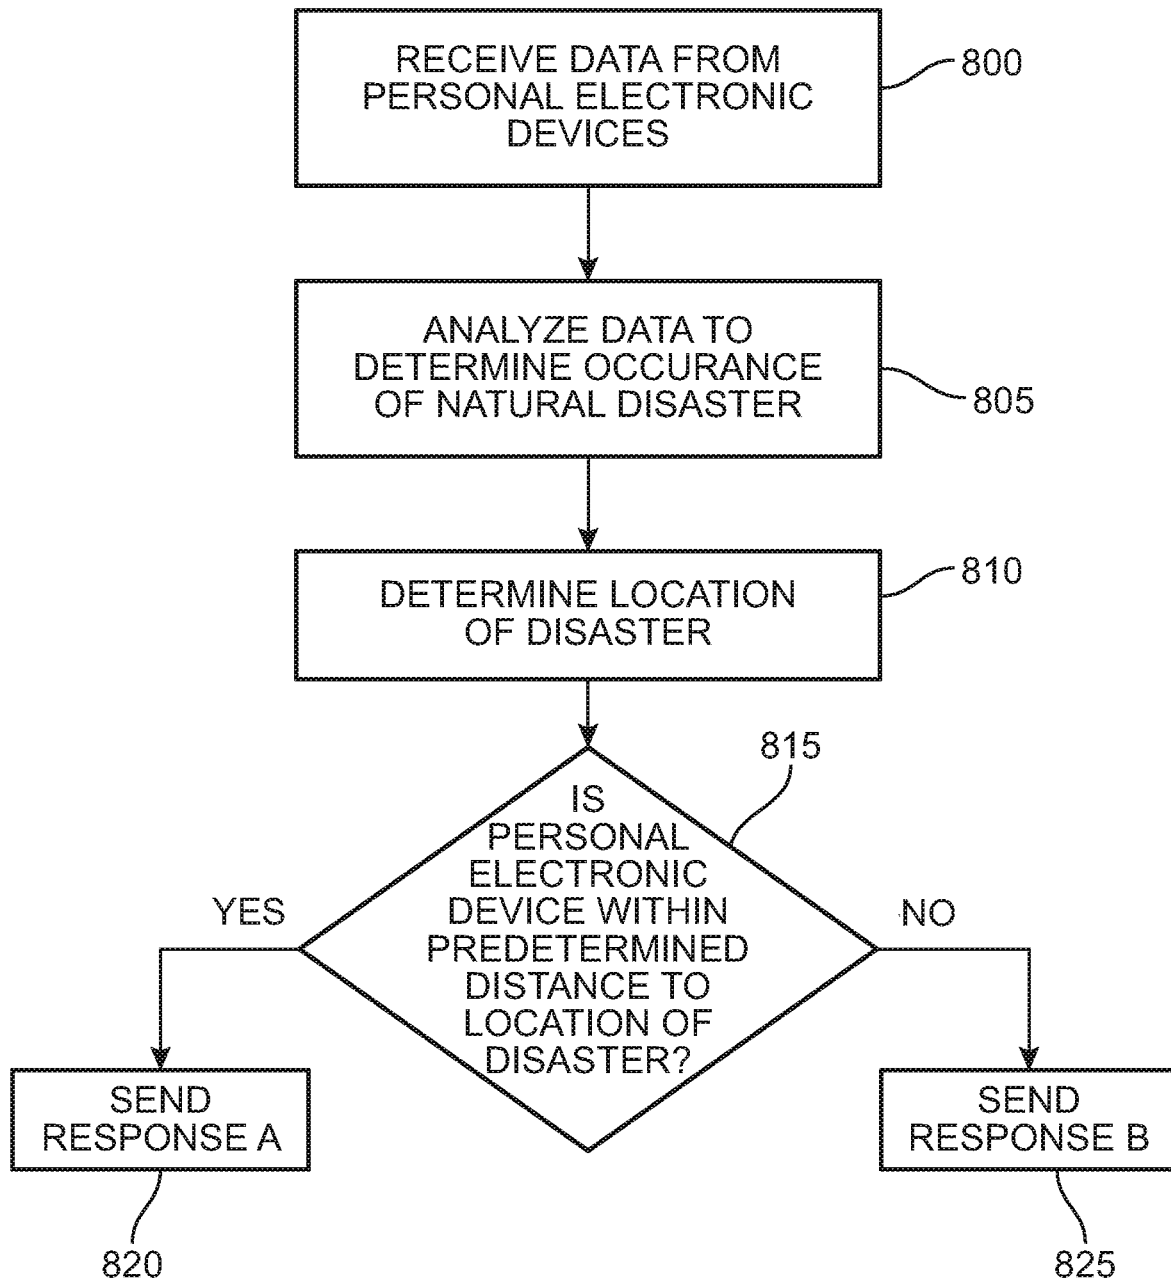 RECEIVE DATA FROM
PERSONAL ELECTRONIC
DEVICES
800
ANALYZE DATA TO
DETERMINE OCCURANCE
OF NATURAL DISASTER
805
DETERMINE LOCATION
OF DISASTER
810
815
IS
PERSONAL
ELECTRONIC
DEVICE WITHIN
PREDETERMINED
DISTANCE TO
LOCATION OF
DISASTER?
YES
NO
SEND
RESPONSE A
820
SEND
RESPONSE B
825